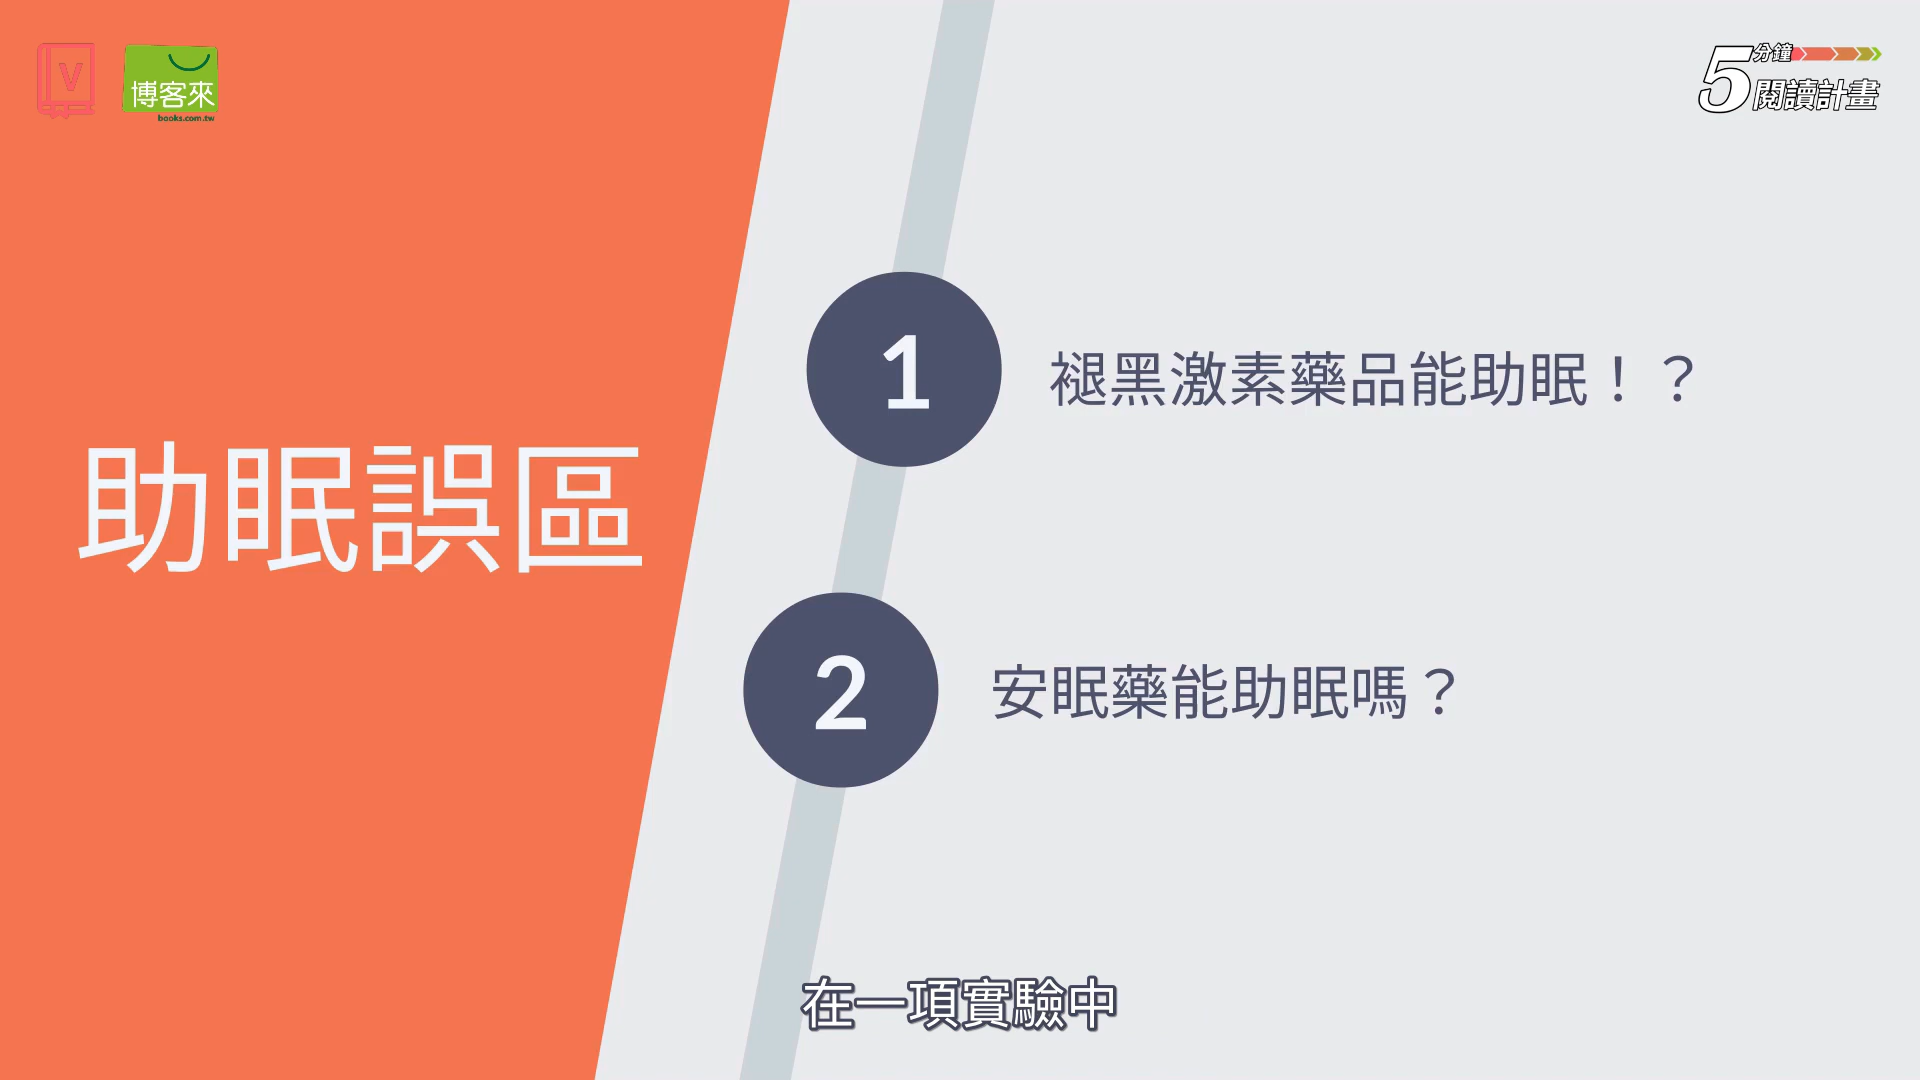 V
博客來
books.com.tw
5分鐘
閱讀計畫
助眠誤區
1
褪黑激素藥品能助眠！？
2
安眠藥能助眠嗎？
在一項實驗中